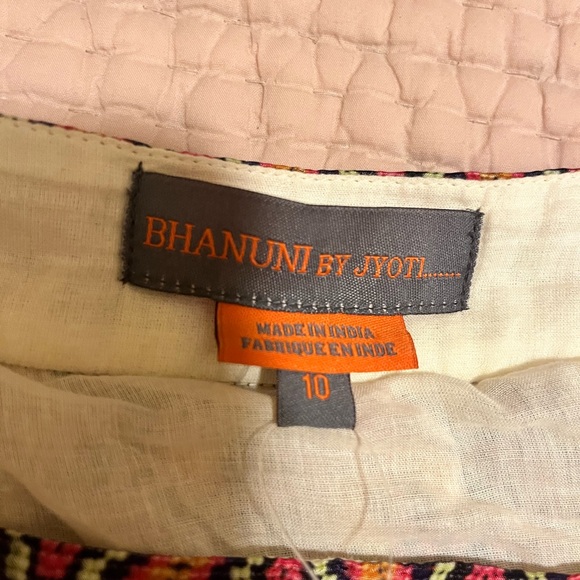 BHANUNI BY JYOTI.......
MADE IN INDIA
FABRIQUE EN INDE
10